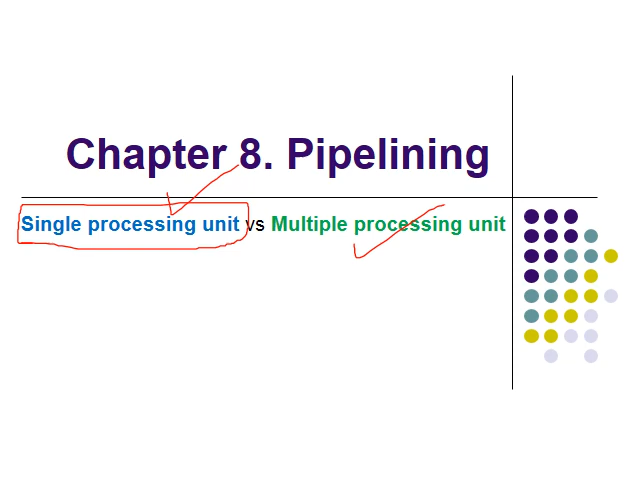 Chapter 8. Pipelining
Single processing unit vs Multiple processing unit